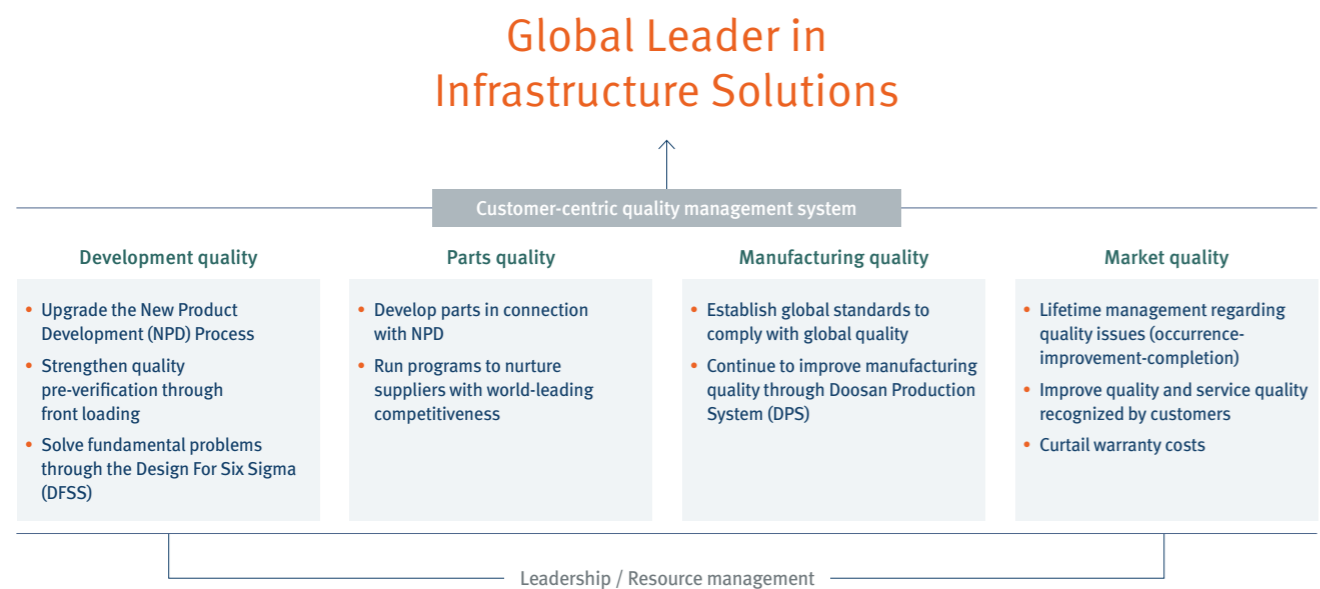 Global Leader in
Infrastructure Solutions
Customer-centric quality management system
Development quality
• Upgrade the New Product
Development (NPD) Process
• Strengthen quality
pre-verification through
front loading
• Solve fundamental problems
through the Design For Six Sigma
(DFSS)
Parts quality
• Develop parts in connection
with NPD
• Run programs to nurture
suppliers with world-leading
competitiveness
Manufacturing quality
• Establish global standards to
comply with global quality
• Continue to improve manufacturing
quality through Doosan Production
System (DPS)
Market quality
• Lifetime management regarding
quality issues (occurrence-
improvement-completion)
• Improve quality and service quality
recognized by customers
• Curtail warranty costs
Leadership / Resource management